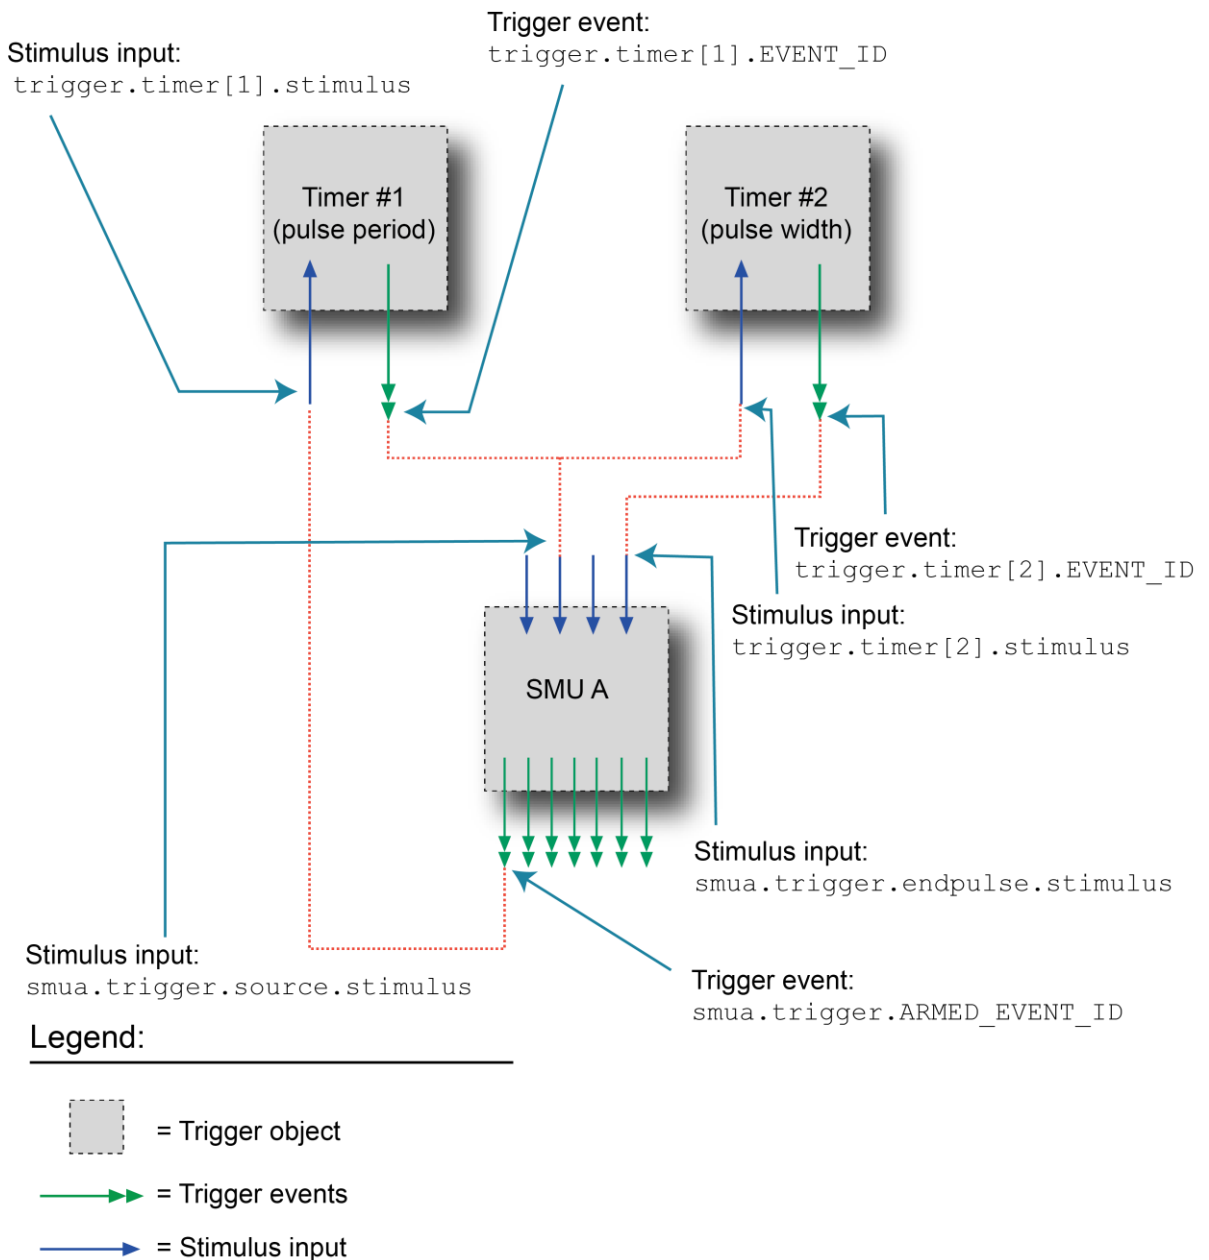 Trigger event:
trigger.timer[1].EVENT_ID
Stimulus input:
trigger.timer[1].stimulus
Timer #1
(pulse period)
Timer #2
(pulse width)
Trigger event:
trigger.timer[2].EVENT_ID
Stimulus input:
trigger.timer[2].stimulus
SMU A
Stimulus input:
smua.trigger.endpulse.stimulus
Stimulus input:
smua.trigger.source.stimulus
Trigger event:
smua.trigger.ARMED_EVENT_ID
Legend:
= Trigger object
= Trigger events
= Stimulus input